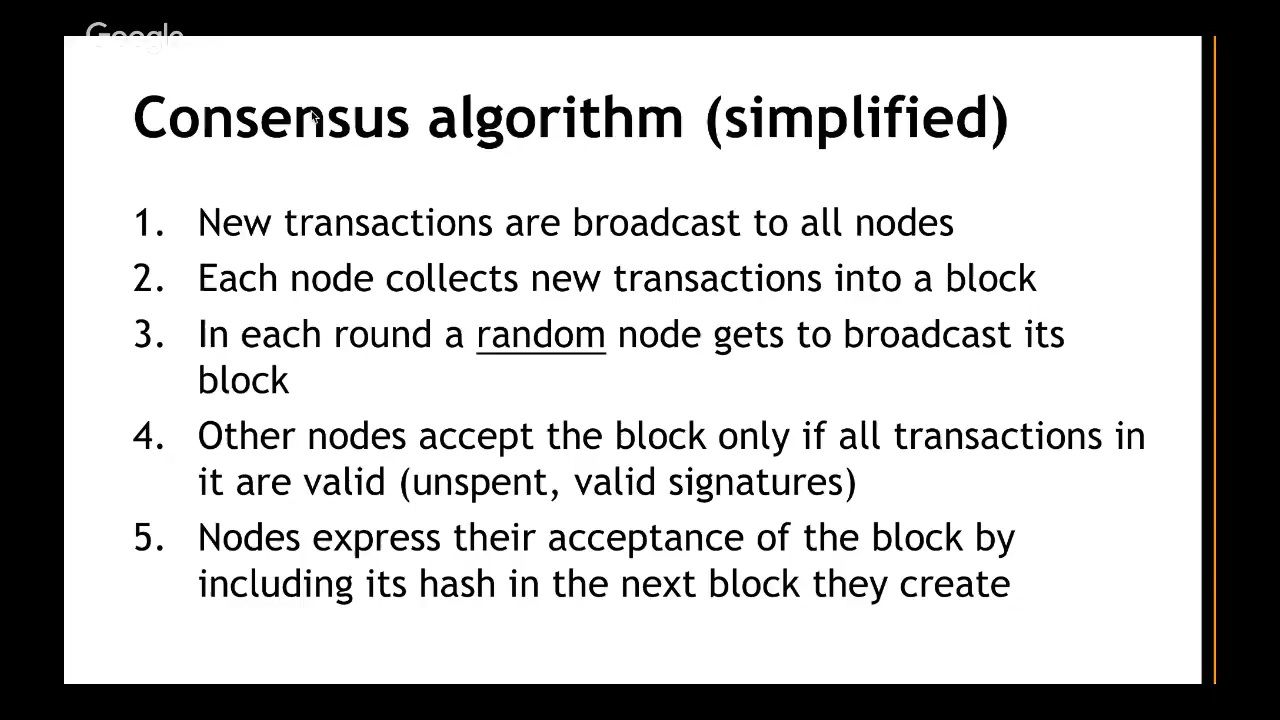 Google
Consensus algorithm (simplified)
1. New transactions are broadcast to all nodes
2. Each node collects new transactions into a block
3. In each round a random node gets to broadcast its
block
4. Other nodes accept the block only if all transactions in
it are valid (unspent, valid signatures)
5. Nodes express their acceptance of the block by
including its hash in the next block they create